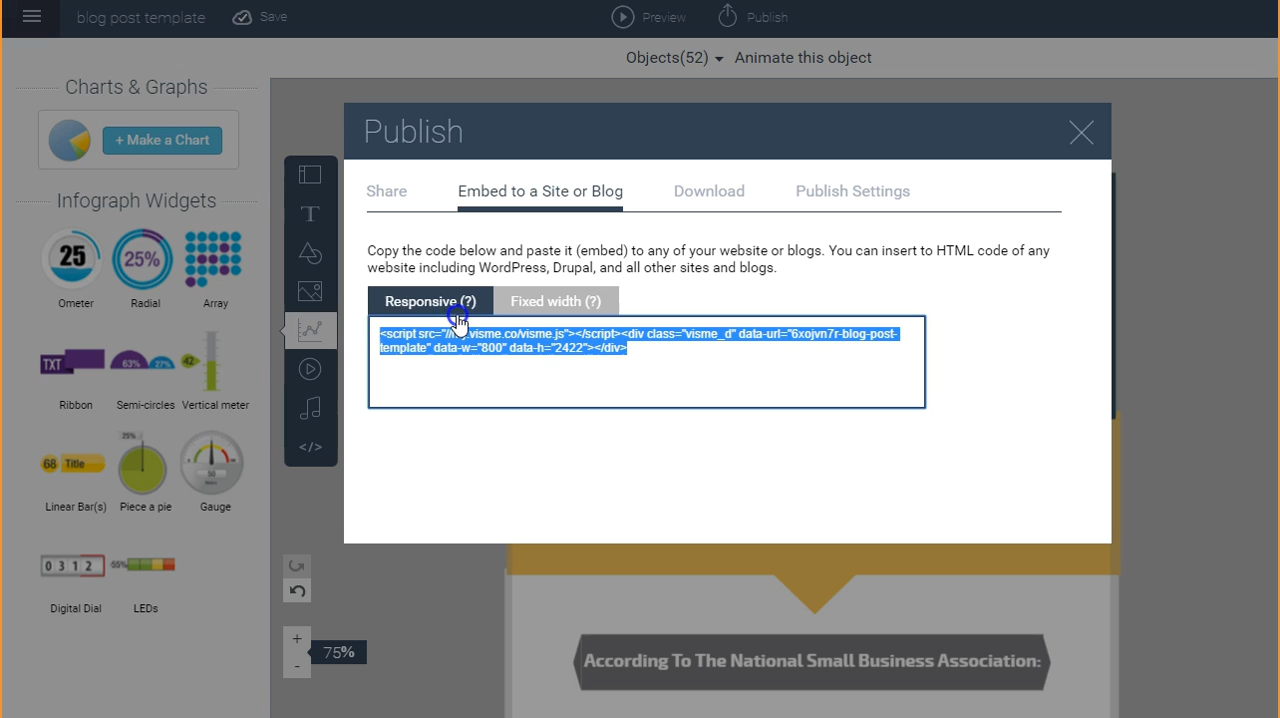 blog post template
Save
Preview
Publish
Objects(52)
Animate this object
Charts & Graphs
+ Make a Chart
Infograph Widgets
25
25%
Ometer
Radial
Array
TXT
63%
27%
42
Ribbon
Semi-circles
Vertical meter
68
Title
25%
50
Linear Bar(s)
Piece a pie
Gauge
0 3 1 2
55%
Digital Dial
LEDs
T
</>
+
-
75%
Publish
Share
Embed to a Site or Blog
Download
Publish Settings
Copy the code below and paste it (embed) to any of your website or blogs. You can insert to HTML code of any
website including WordPress, Drupal, and all other sites and blogs.
Responsive (?)
Fixed width (?)
<script src="// .visme.co/visme.js"></script><div class="visme_d" data-url="6xojvn7r-blog-post-
template" data-w="800" data-h="2422"></div>
According To The National Small Business Association: